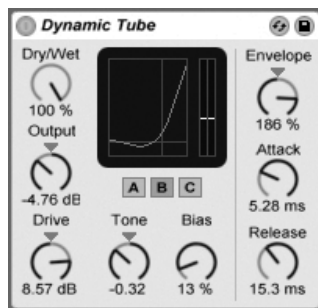 Dynamic Tube
Dry/Wet
100 %
Output
-4.76 dB
A B C
Drive
8.57 dB
Tone
-0.32
Bias
13 %
Envelope
186 %
Attack
5.28 ms
Release
15.3 ms